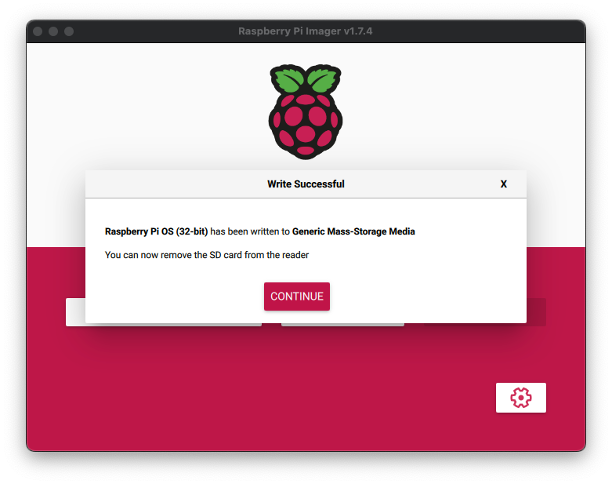 Raspberry Pi Imager v1.7.4
Write Successful
X
Raspberry Pi OS (32-bit) has been written to Generic Mass-Storage Media
You can now remove the SD card from the reader
CONTINUE